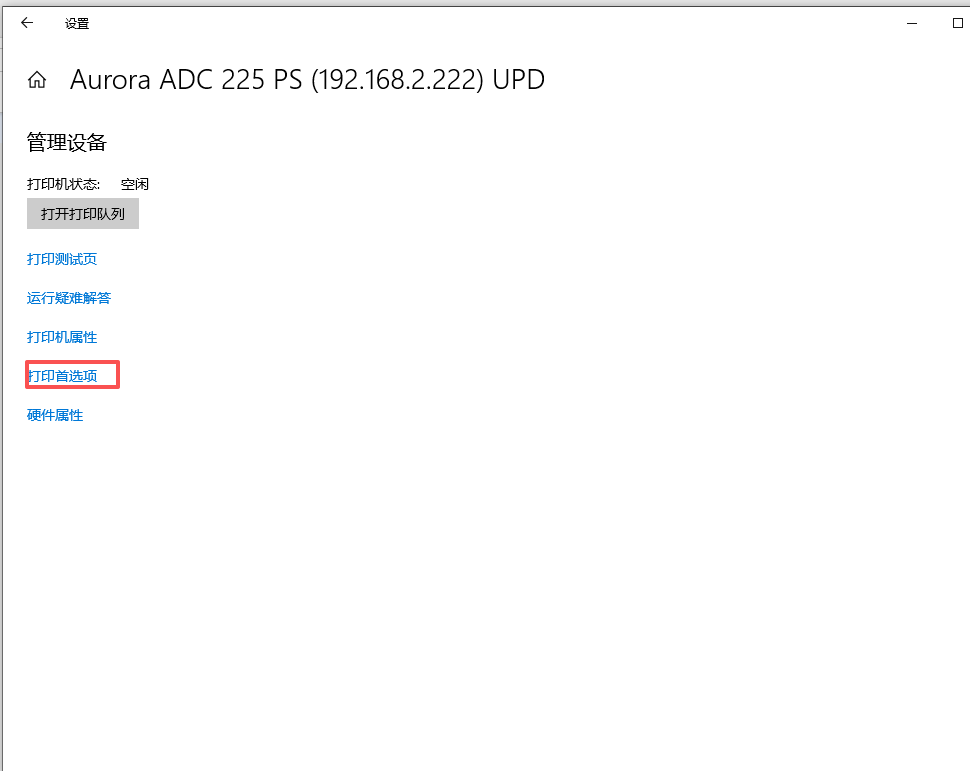 设置
Aurora ADC 225 PS (192.168.2.222) UPD
管理设备
打印机状态: 空闲
打开打印队列
打印测试页
运行疑难解答
打印机属性
打印首选项
硬件属性